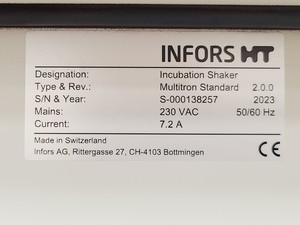 INFORS HT
Designation: Incubation Shaker
Type & Rev.: Multitron Standard 2.0.0
S/N & Year: S-000138257 2023
Mains: 230 VAC 50/60 Hz
Current: 7.2 A
Made in Switzerland
Infors AG, Rittergasse 27, CH-4103 Bottmingen CE